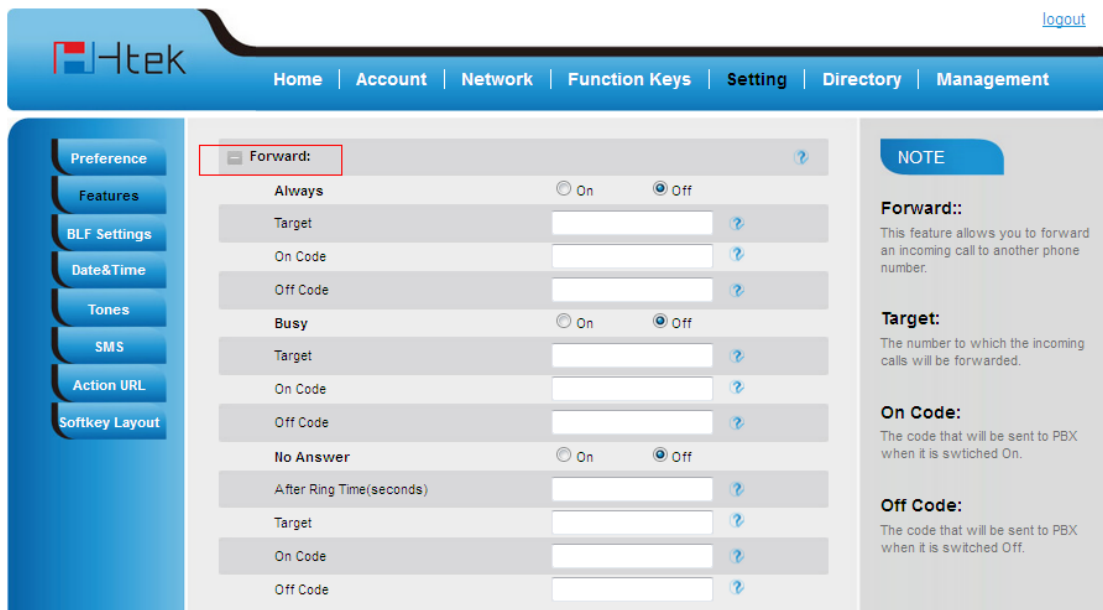 logout
Htek
Home | Account | Network | Function Keys | Setting | Directory | Management
Preference
Features
BLF Settings
Date&Time
Tones
SMS
Action URL
Softkey Layout
Forward:
Always On Off
Target
On Code
Off Code
Busy On Off
Target
On Code
Off Code
No Answer On Off
After Ring Time(seconds)
Target
On Code
Off Code
NOTE
Forward::
This feature allows you to forward
an incoming call to another phone
number.
Target:
The number to which the incoming
calls will be forwarded.
On Code:
The code that will be sent to PBX
when it is swtiched On.
Off Code:
The code that will be sent to PBX
when it is switched Off.